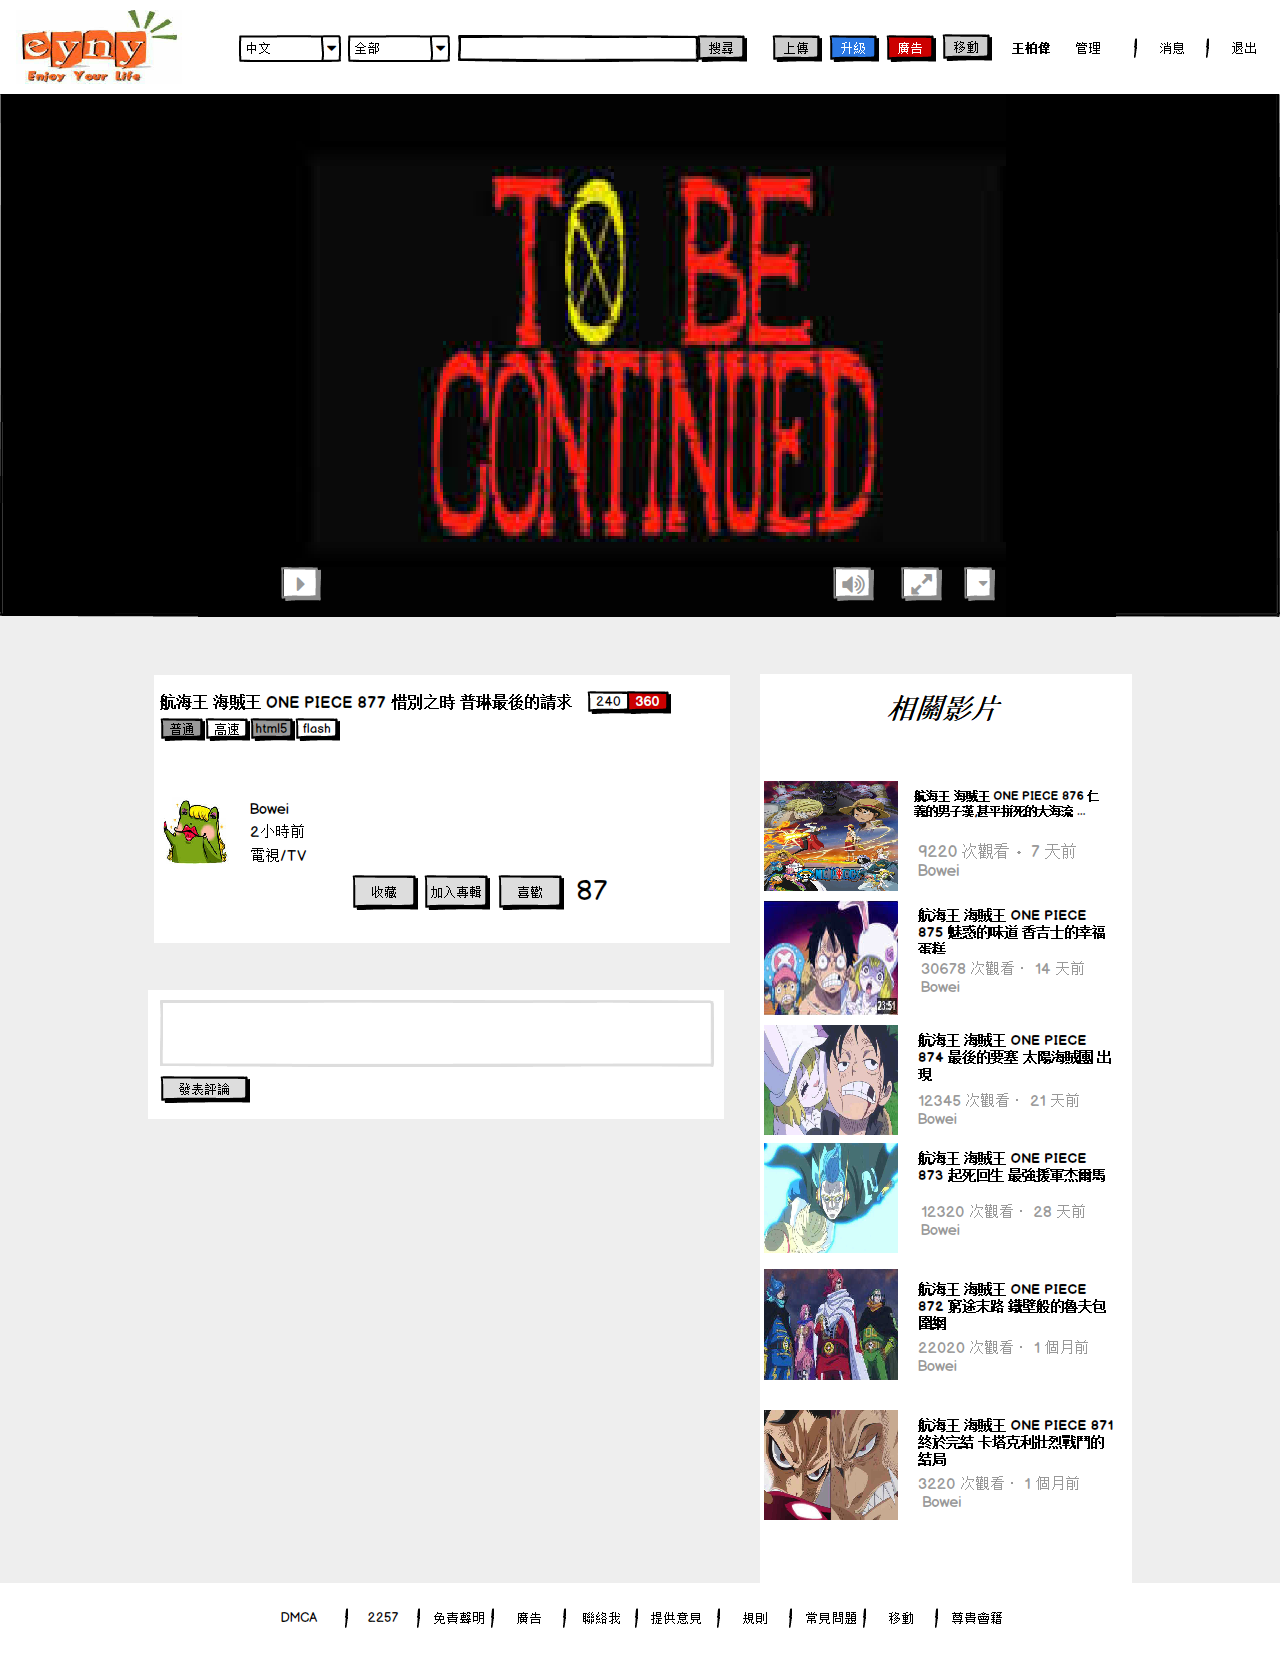 eyny
Enjoy Your Life
中文 全部 搜尋 上傳 升級 廣告 移動 王柏偉 管理 消息 退出
TO BE
CONTINUED
航海王 海賊王 ONE PIECE 877 惜別之時 普琳最後的請求 240 360
普通 高速 html5 flash
Bowei
2小時前
電視/TV
收藏 加入專輯 喜歡 87
發表評論
相關影片
航海王 海賊王 ONE PIECE 876 仁
義的男子漢,甚平拼死的大海流 ...
9220 次觀看 · 7 天前
Bowei
航海王 海賊王 ONE PIECE
875 魅惑的味道 香吉士的幸福
蛋糕
30678 次觀看 · 14 天前
Bowei
23:51
航海王 海賊王 ONE PIECE
874 最後的要塞 太陽海賊團 出
現
12345 次觀看 · 21 天前
Bowei
航海王 海賊王 ONE PIECE
873 起死回生 最強援軍杰爾馬
12320 次觀看 · 28 天前
Bowei
航海王 海賊王 ONE PIECE
872 窮途末路 鐵壁般的魯夫包
圍網
22020 次觀看 · 1 個月前
Bowei
航海王 海賊王 ONE PIECE 871
終於完結 卡塔克利壯烈戰鬥的
結局
3220 次觀看 · 1 個月前
Bowei
DMCA 2257 免責聲明 廣告 聯絡我 提供意見 規則 常見問題 移動 尊貴會籍